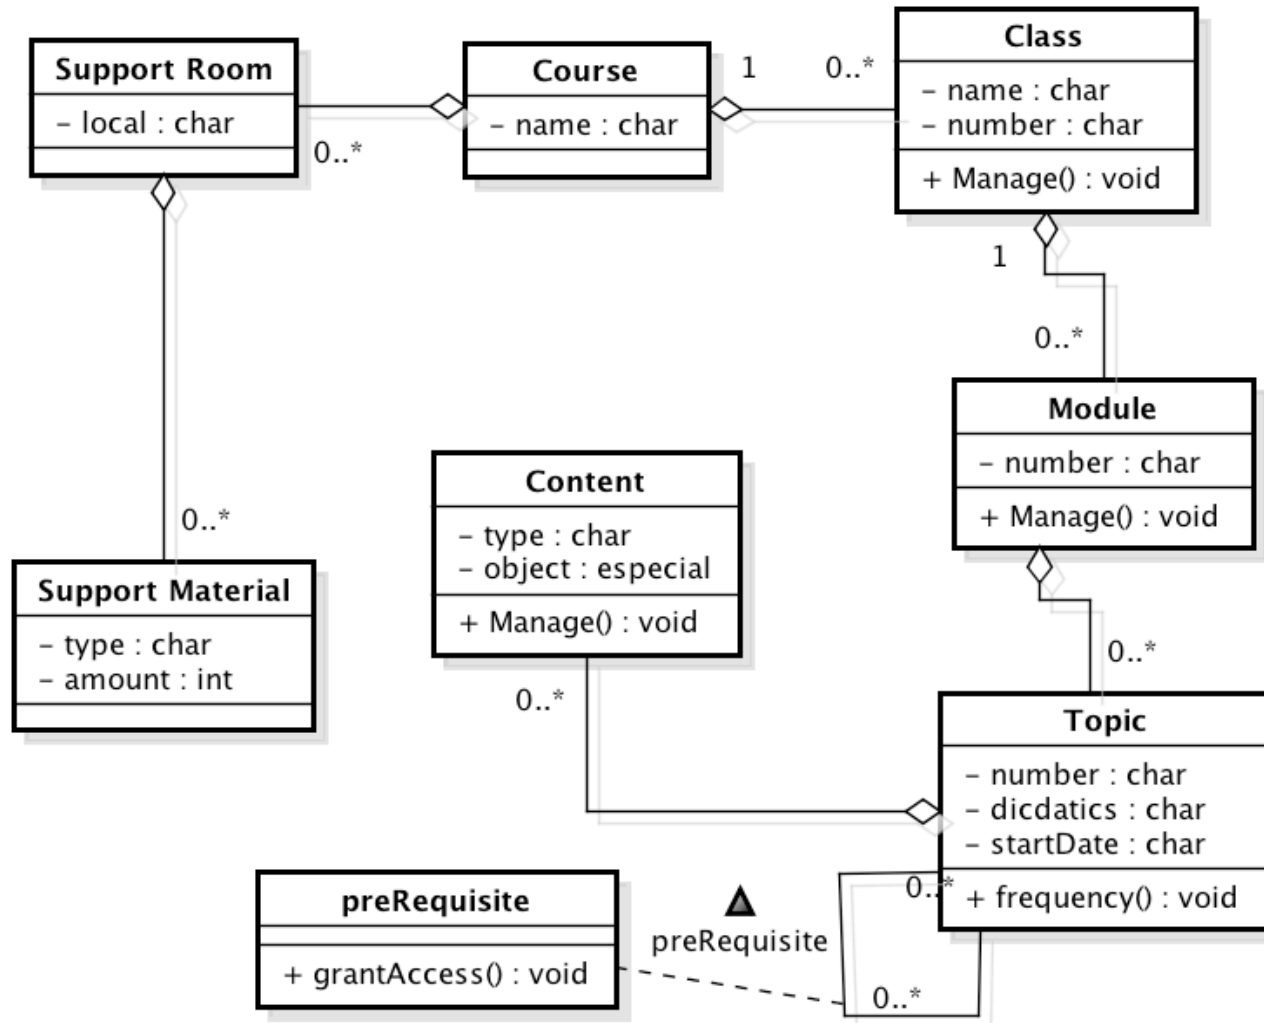 Support Room
- local : char
0..*
Course
- name : char
1
0..*
Class
- name : char
- number : char
+ Manage() : void
1
0..*
Module
- number : char
+ Manage() : void
0..*
Content
- type : char
- object : especial
+ Manage() : void
0..*
0..*
Support Material
- type : char
- amount : int
Topic
- number : char
- dicdatics : char
- startDate : char
+ frequency() : void
0..*
preRequisite
0..*
preRequisite
+ grantAccess() : void